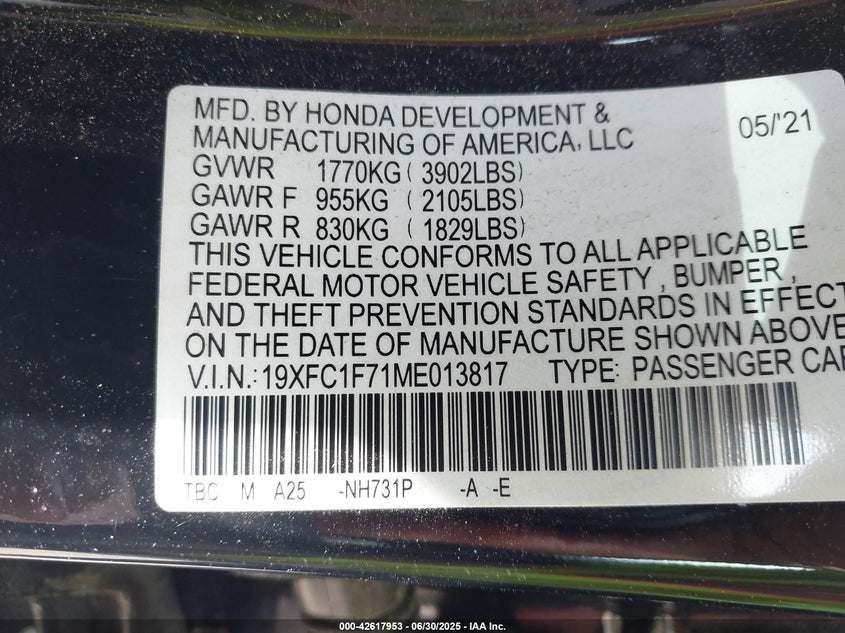 MFD. BY HONDA DEVELOPMENT &
MANUFACTURING OF AMERICA, LLC 05/'21
GVWR 1770KG ( 3902LBS)
GAWR F 955KG ( 2105LBS)
GAWR R 830KG ( 1829LBS)
THIS VEHICLE CONFORMS TO ALL APPLICABLE
FEDERAL MOTOR VEHICLE SAFETY , BUMPER ,
AND THEFT PREVENTION STANDARDS IN EFFECT
ON THE DATE OF MANUFACTURE SHOWN ABOVE
V.I.N.: 19XFC1F71ME013817 TYPE: PASSENGER CAR
TBC M A25 -NH731P -A -E
000-42617953 - 06/30/2025 - IAA Inc.